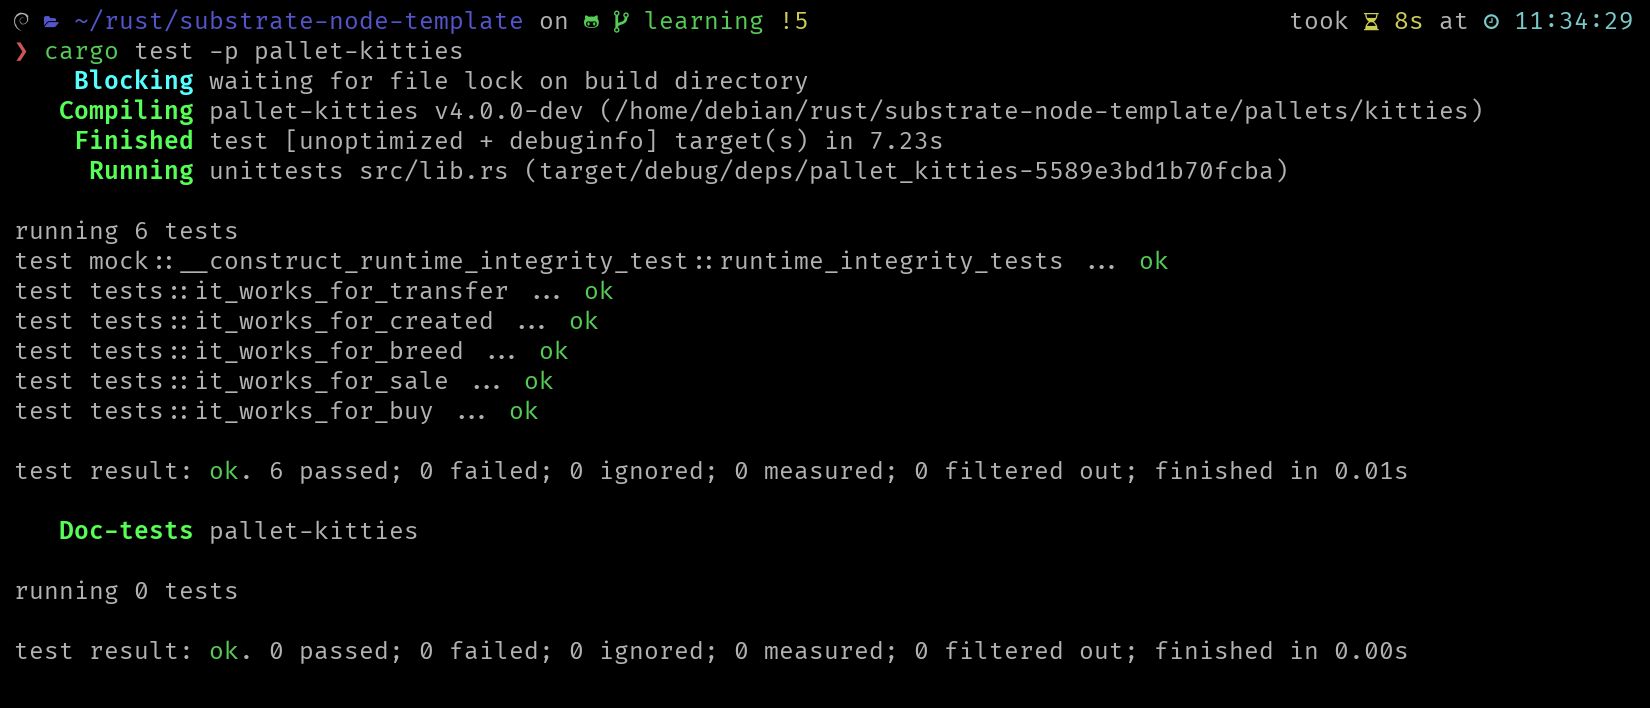 ~/rust/substrate-node-template on learning !5 took 8s at 11:34:29
❯ cargo test -p pallet-kitties
Blocking waiting for file lock on build directory
Compiling pallet-kitties v4.0.0-dev (/home/debian/rust/substrate-node-template/pallets/kitties)
Finished test [unoptimized + debuginfo] target(s) in 7.23s
Running unittests src/lib.rs (target/debug/deps/pallet_kitties-5589e3bd1b70fcba)
running 6 tests
test mock::__construct_runtime_integrity_test::runtime_integrity_tests ... ok
test tests::it_works_for_transfer ... ok
test tests::it_works_for_created ... ok
test tests::it_works_for_breed ... ok
test tests::it_works_for_sale ... ok
test tests::it_works_for_buy ... ok
test result: ok. 6 passed; 0 failed; 0 ignored; 0 measured; 0 filtered out; finished in 0.01s
Doc-tests pallet-kitties
running 0 tests
test result: ok. 0 passed; 0 failed; 0 ignored; 0 measured; 0 filtered out; finished in 0.00s